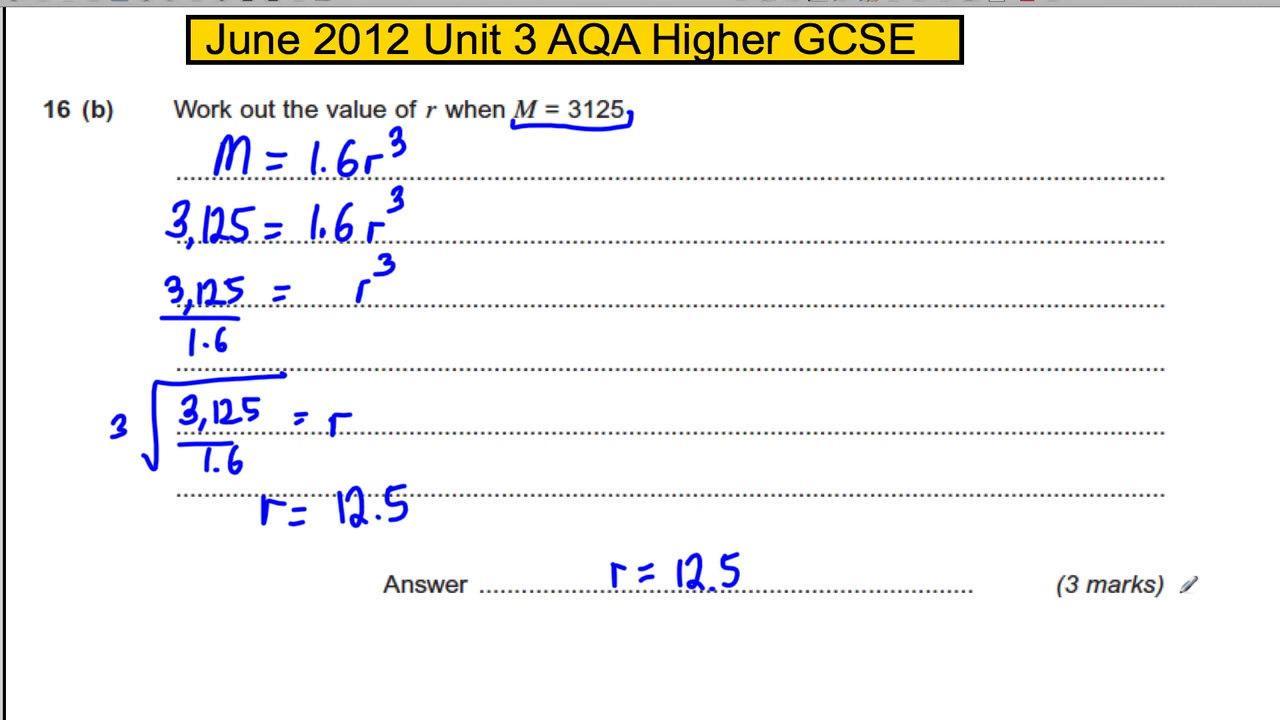 June 2012 Unit 3 AQA Higher GCSE
16 (b) Work out the value of r when M = 3125
M = 1.6r³
3,125 = 1.6r³
3,125 = r³
1.6
3√ 3,125 = r
1.6
r = 12.5
Answer r = 12.5 (3 marks)